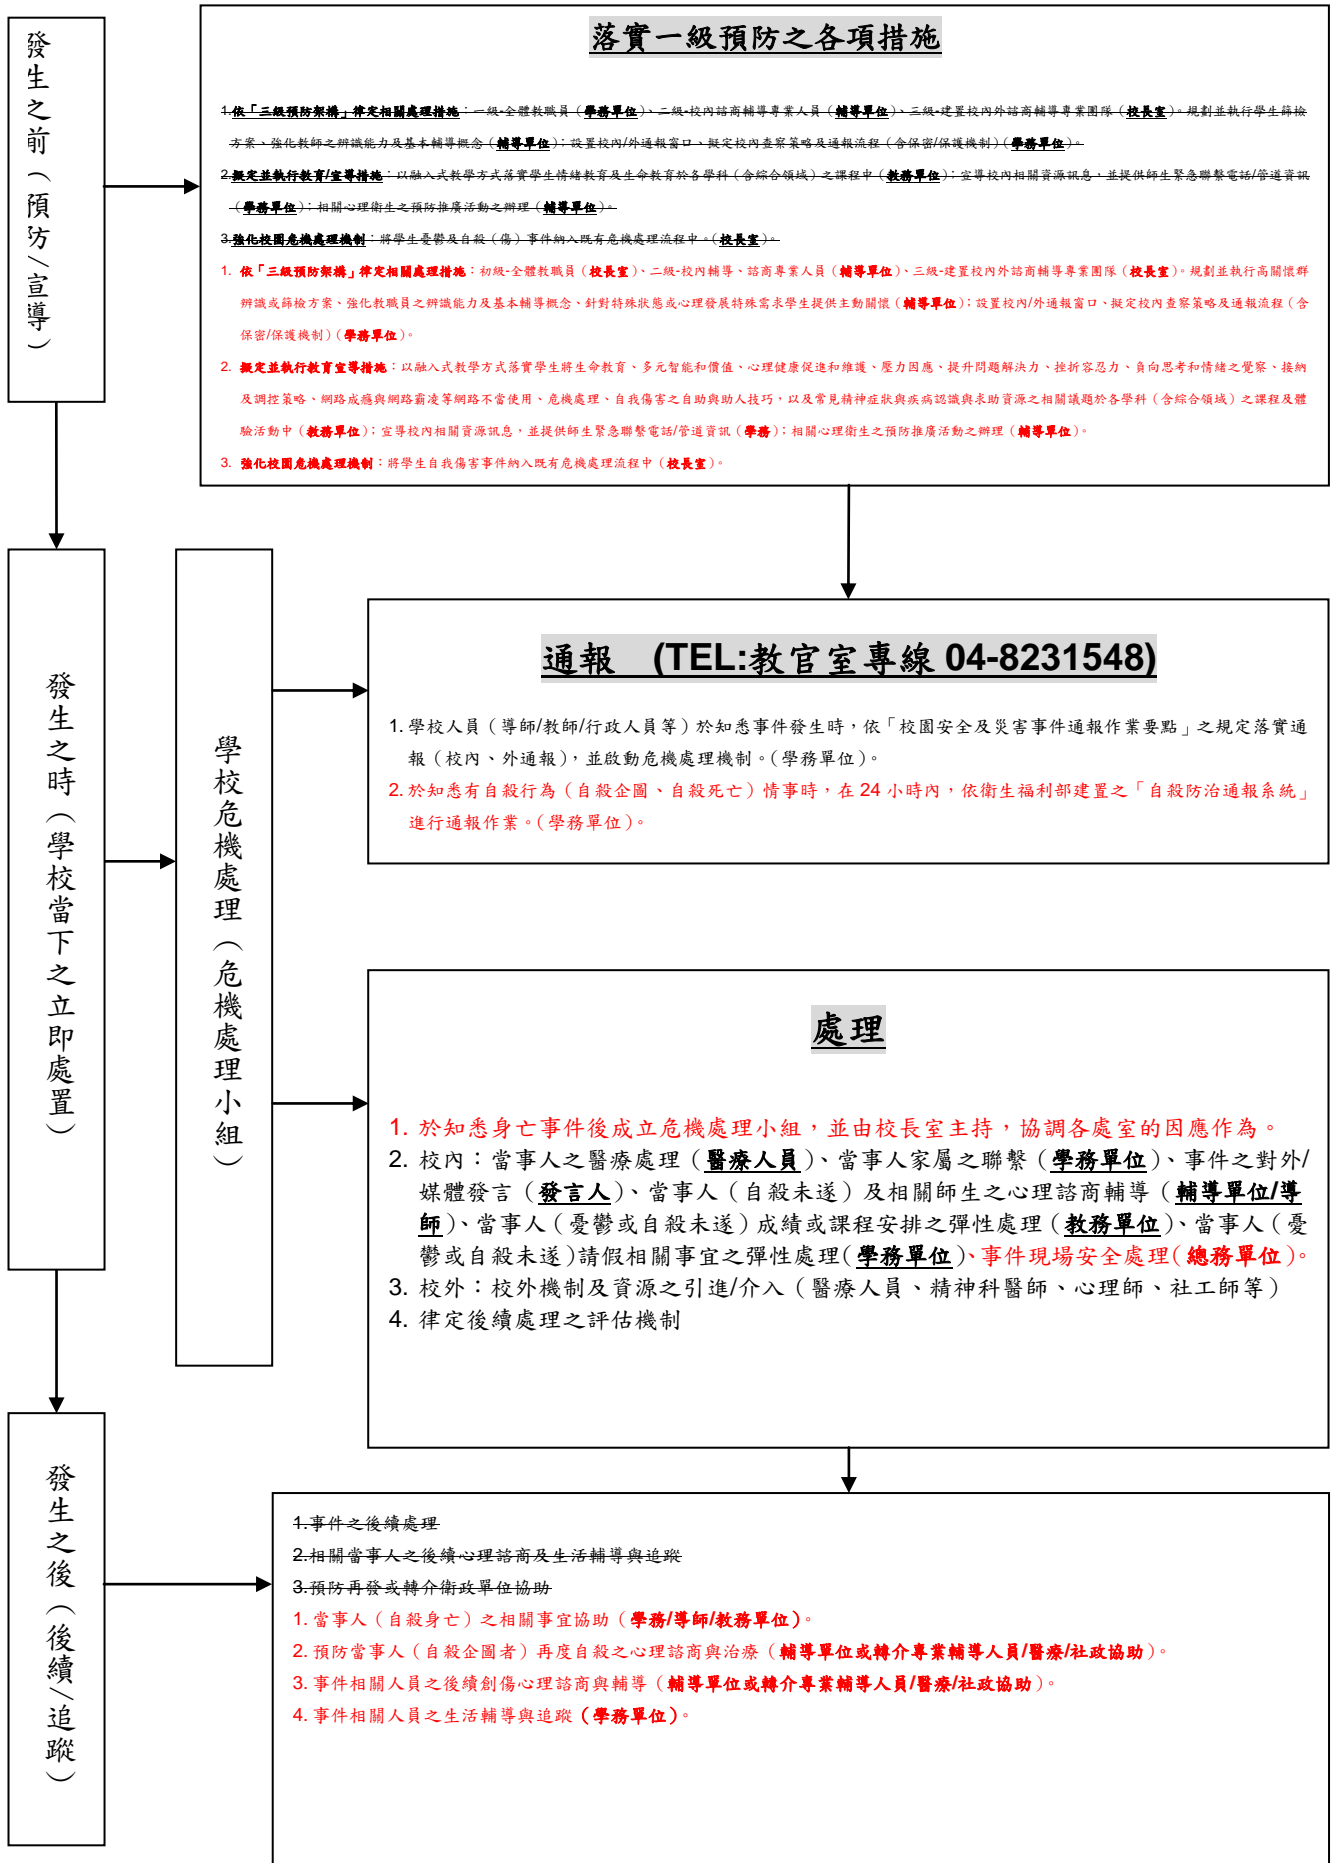 發生之前（預防/宣導）
落實一級預防之各項措施
1.依「三級預防架構」律定相關處理措施：一級-全體教職員（學務單位）、二級-校內諮商輔導專業人員（輔導單位）、三級-建置校內外諮商輔導專業團隊（校長室）。規劃並執行學生篩檢
方案、強化教師之辨識能力及基本輔導概念（輔導單位）；設置校內/外通報窗口、擬定校內查察策略及通報流程（含保密/保護機制）（學務單位）。
2.擬定並執行教育/宣導措施：以融入式教學方式落實學生情緒教育及生命教育於各學科（含綜合領域）之課程中（教務單位）；宣導校內相關資源訊息，並提供師生緊急聯繫電話/管道資訊
（學務單位）；相關心理衛生之預防推廣活動之辦理（輔導單位）。
3.強化校園危機處理機制：將學生憂鬱及自殺（傷）事件納入既有危機處理流程中。（校長室）。
1. 依「三級預防架構」律定相關處理措施：初級-全體教職員（校長室）、二級-校內輔導、諮商專業人員（輔導單位）、三級-建置校內外諮商輔導專業團隊（校長室）。規劃並執行高關懷群
辨識或篩檢方案、強化教職員之辨識能力及基本輔導概念、針對特殊狀態或心理發展特殊需求學生提供主動關懷（輔導單位）；設置校內/外通報窗口、擬定校內查察策略及通報流程（含
保密/保護機制）（學務單位）。
2. 擬定並執行教育宣導措施：以融入式教學方式落實學生將生命教育、多元智能和價值、心理健康促進和維護、壓力因應、提升問題解決力、挫折容忍力、負向思考和情緒之覺察、接納
及調控策略、網路成癮與網路霸凌等網路不當使用、危機處理、自我傷害之自助與助人技巧，以及常見精神症狀與疾病認識與求助資源之相關議題於各學科（含綜合領域）之課程及體
驗活動中（教務單位）；宣導校內相關資源訊息，並提供師生緊急聯繫電話/管道資訊（學務）；相關心理衛生之預防推廣活動之辦理（輔導單位）。
3. 強化校園危機處理機制：將學生自我傷害事件納入既有危機處理流程中（校長室）。
發生之時（學校當下之立即處置）
學校危機處理（危機處理小組）
通報　(TEL:教官室專線 04-8231548)
1. 學校人員（導師/教師/行政人員等）於知悉事件發生時，依「校園安全及災害事件通報作業要點」之規定落實通
報（校內、外通報），並啟動危機處理機制。（學務單位）。
2. 於知悉有自殺行為（自殺企圖、自殺死亡）情事時，在 24 小時內，依衛生福利部建置之「自殺防治通報系統」
進行通報作業。（學務單位）。
處理
1. 於知悉身亡事件後成立危機處理小組，並由校長室主持，協調各處室的因應作為。
2. 校內：當事人之醫療處理（醫療人員）、當事人家屬之聯繫（學務單位）、事件之對外/
媒體發言（發言人）、當事人（自殺未遂）及相關師生之心理諮商輔導（輔導單位/導
師）、當事人（憂鬱或自殺未遂）成績或課程安排之彈性處理（教務單位）、當事人（憂
鬱或自殺未遂）請假相關事宜之彈性處理（學務單位）、事件現場安全處理（總務單位）。
3. 校外：校外機制及資源之引進/介入（醫療人員、精神科醫師、心理師、社工師等）
4. 律定後續處理之評估機制
發生之後（後續/追蹤）
1.事件之後續處理
2.相關當事人之後續心理諮商及生活輔導與追蹤
3.預防再發或轉介衛政單位協助
1. 當事人（自殺身亡）之相關事宜協助（學務/導師/教務單位）。
2. 預防當事人（自殺企圖者）再度自殺之心理諮商與治療（輔導單位或轉介專業輔導人員/醫療/社政協助）。
3. 事件相關人員之後續創傷心理諮商與輔導（輔導單位或轉介專業輔導人員/醫療/社政協助）。
4. 事件相關人員之生活輔導與追蹤（學務單位）。